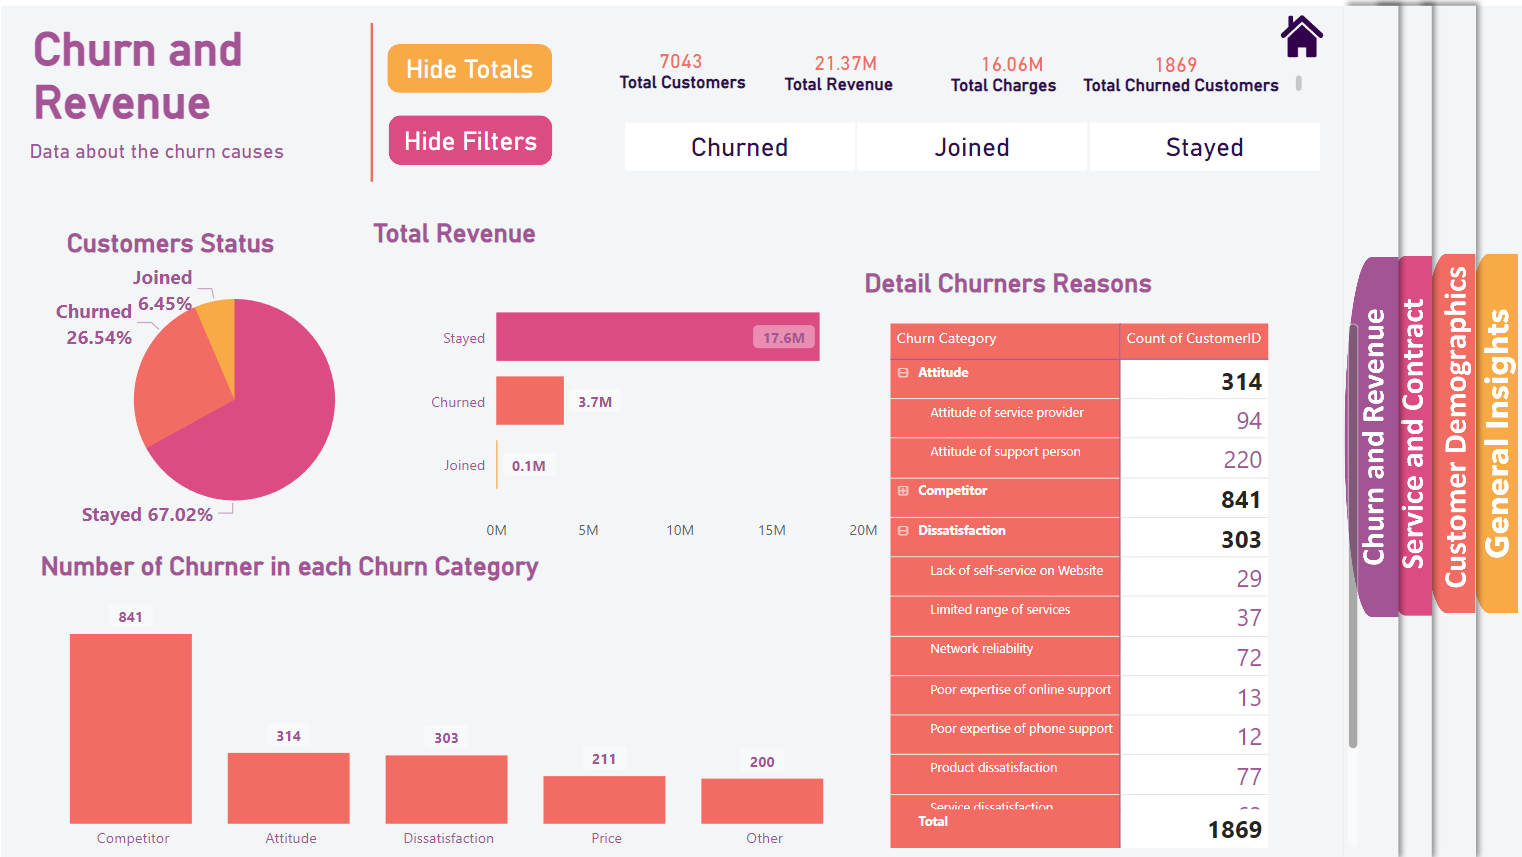 Churn and
Revenue
Data about the churn causes
Hide Totals
Hide Filters
7043
Total Customers
21.37M
Total Revenue
16.06M
Total Charges
1869
Total Churned Customers
Churned
Joined
Stayed
Customers Status
Joined
6.45%
Churned
26.54%
Stayed 67.02%
Total Revenue
Stayed
17.6M
Churned
3.7M
Joined
0.1M
0M
5M
10M
15M
20M
Number of Churner in each Churn Category
841
314
303
211
200
Competitor
Attitude
Dissatisfaction
Price
Other
Detail Churners Reasons
Churn Category Count of CustomerID
Attitude 314
Attitude of service provider 94
Attitude of support person 220
Competitor 841
Dissatisfaction 303
Lack of self-service on Website 29
Limited range of services 37
Network reliability 72
Poor expertise of online support 13
Poor expertise of phone support 12
Product dissatisfaction 77
Service dissatisfaction
Total 1869
Churn and Revenue
Service and Contract
Customer Demographics
General Insights